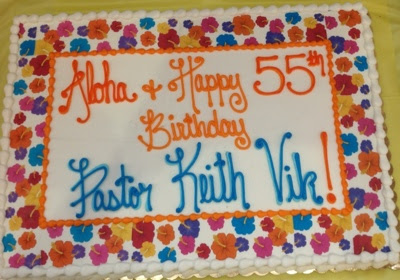 Aloha + Happy 55th
Birthday
Pastor Keith Vik!